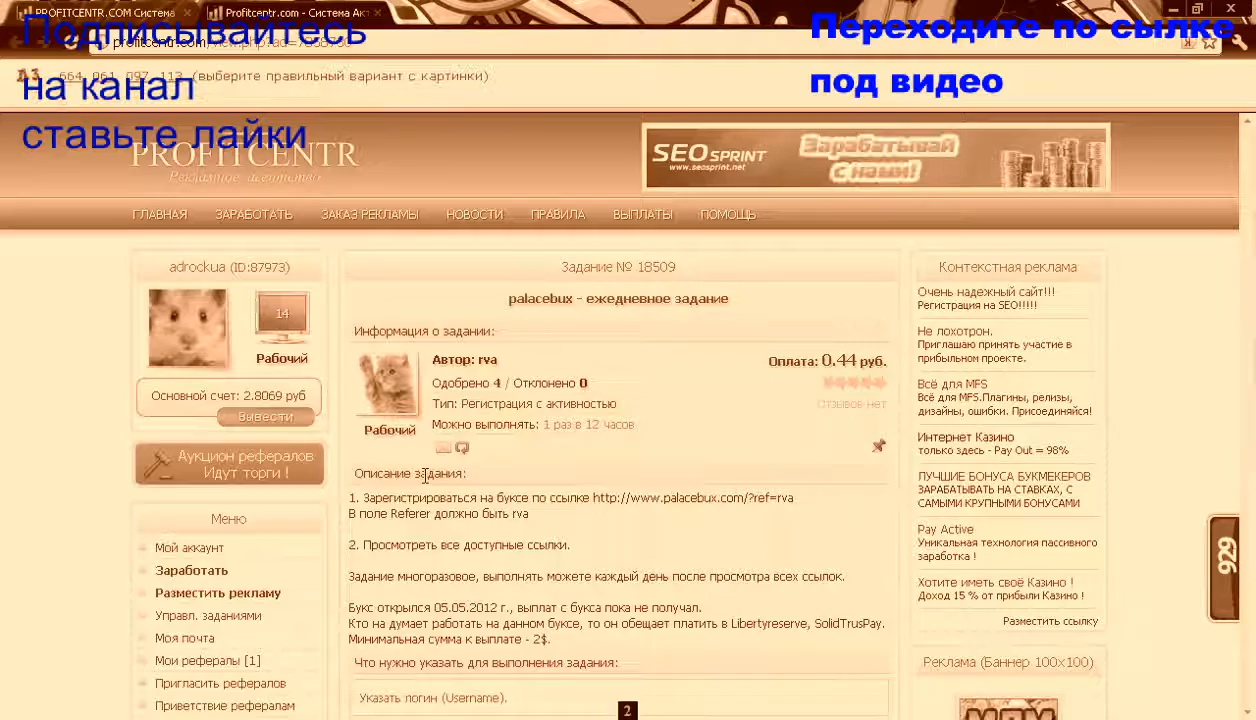 PROFITCENTR.COM Система
Profitcentr.com - Система Акт
Подписывайтесь
на канал
ставьте лайки
Переходите по сылке
под видео
664 061 097 113 (выберите правильный вариант с картинки)
PROFITCENTR
Рекламное агентство
SEO SPRINT
www.seosprint.net
Зарабатывай
с нами!
ГЛАВНАЯ ЗАРАБОТАТЬ ЗАКАЗ РЕКЛАМЫ НОВОСТИ ПРАВИЛА ВЫПЛАТЫ ПОМОЩЬ
adrockua (ID:87973)
14
Рабочий
Основной счет: 2.8069 руб
Вывести
Аукцион рефералов
Идут торги !
Меню
Мой аккаунт
Заработать
Разместить рекламу
Управл. заданиями
Моя почта
Мои рефералы [1]
Пригласить рефералов
Приветствие рефералам
Задание № 18509
palacebux - ежедневное задание
Информация о задании:
Автор: rva
Оплата: 0.44 руб.
Одобрено 4 / Отклонено 0
Тип: Регистрация с активностью
Отзывов нет
Можно выполнять: 1 раз в 12 часов
Рабочий
Описание задания:
1. Зарегистрироваться на буксе по ссылке http://www.palacebux.com/?ref=rva
В поле Referer должно быть rva
2. Просмотреть все доступные ссылки.
Задание многоразовое, выполнять можете каждый день после просмотра всех ссылок.
Букс открылся 05.05.2012 г., выплат с букса пока не получал.
Кто на думает работать на данном буксе, то он обещает платить в Libertyreserve, SolidTrusPay.
Минимальная сумма к выплате - 2$.
Что нужно указать для выполнения задания:
Указать логин (Username).
2
Контекстная реклама
Очень надежный сайт!!!
Регистрация на SEO!!!!!
Не лохотрон.
Приглашаю принять участие в
прибыльном проекте.
Всё для MFS
Всё для MFS.Плагины, релизы,
дизайны, ошибки. Присоединяйся!
Интернет Казино
только здесь - Pay Out = 98%
ЛУЧШИЕ БОНУСА БУКМЕКЕРОВ
ЗАРАБАТЫВАТЬ НА СТАВКАХ, С
САМЫМИ КРУПНЫМИ БОНУСАМИ
Pay Active
Уникальная технология пассивного
заработка !
Хотите иметь своё Казино !
Доход 15 % от прибыли Казино !
Разместить ссылку
Реклама (Баннер 100x100)
929